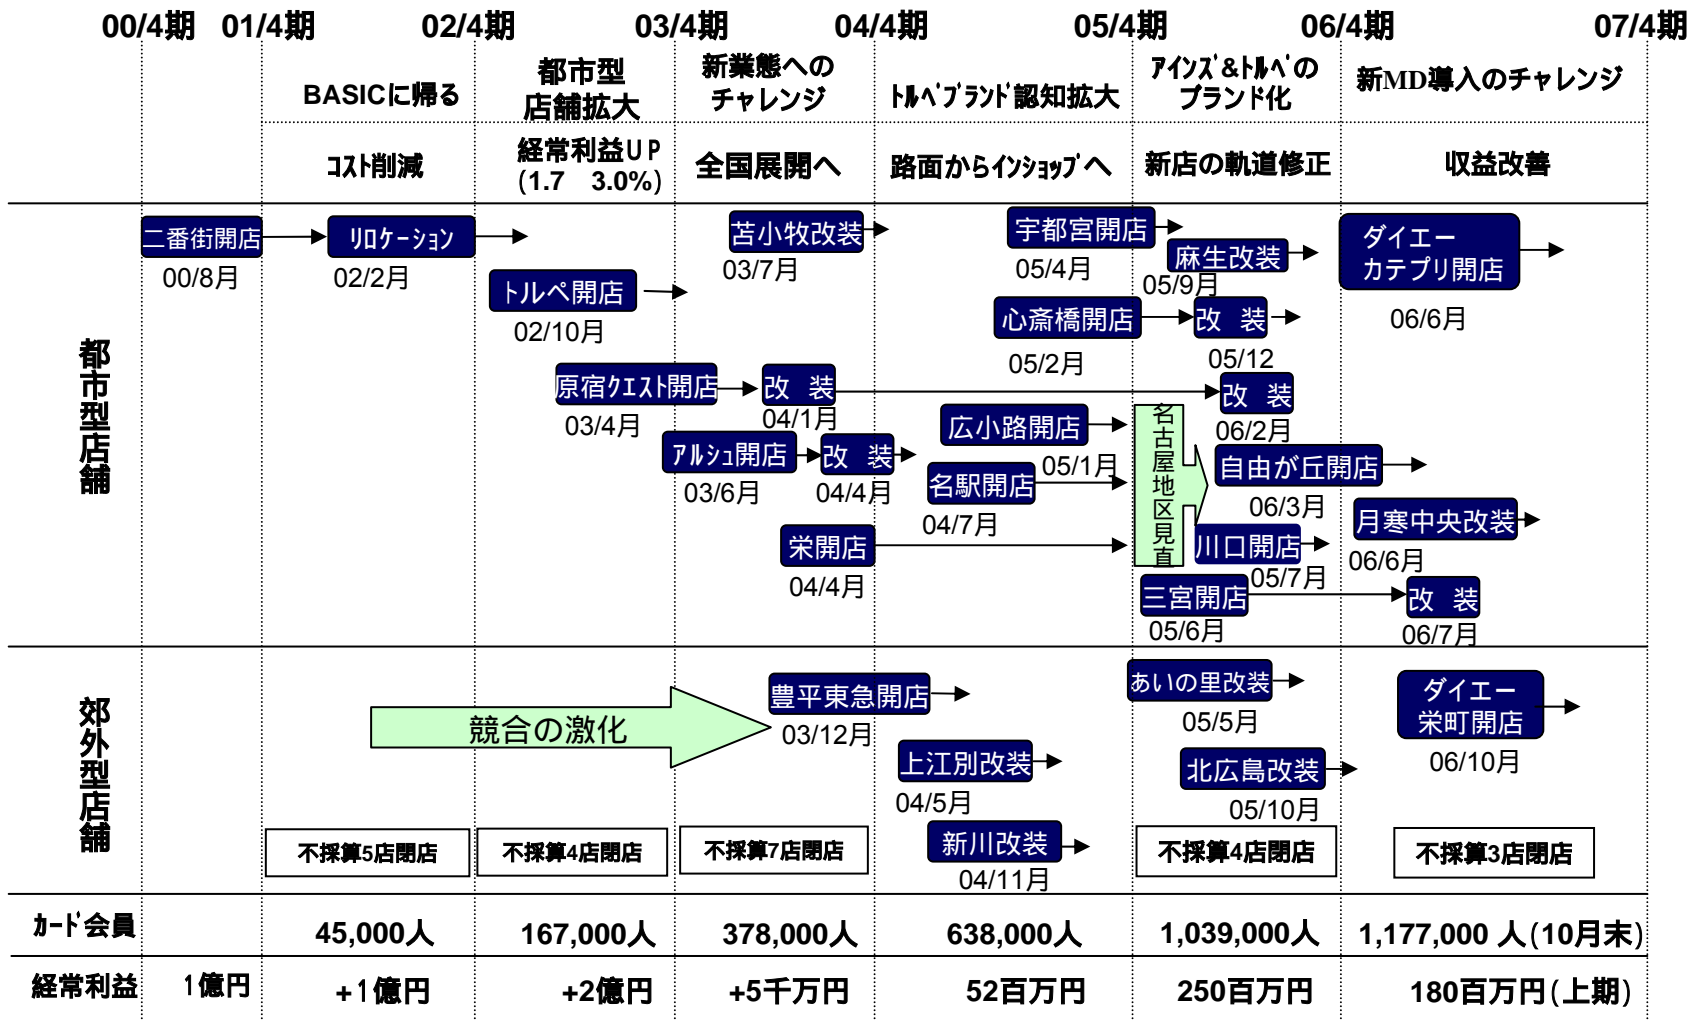 00/4期 01/4期 02/4期 03/4期 04/4期 05/4期 06/4期 07/4期
BASICに帰る
都市型
店舗拡大
新業態への
チャレンジ
ﾄﾙﾍﾟﾌﾞﾗﾝﾄﾞ認知拡大
ｱｲﾝｽﾞ&ﾄﾙﾍﾟの
ブランド化
新MD導入のチャレンジ
ｺｽﾄ削減
経常利益UP
(1.7 3.0%)
全国展開へ
路面からｲﾝｼｮｯﾌﾟへ
新店の軌道修正
収益改善
都市型店舗
二番街開店
00/8月
ﾘﾛｹｰｼｮﾝ
02/2月
トルペ開店
02/10月
苫小牧改装
03/7月
宇都宮開店
05/4月
麻生改装
05/9月
ダイエー
カテプリ開店
06/6月
心斎橋開店
05/2月
改 装
05/12
原宿ｸｴｽﾄ開店
03/4月
改 装
04/1月
改 装
06/2月
アルシュ開店
03/6月
改 装
04/4月
広小路開店
05/1月
名駅開店
04/7月
栄開店
04/4月
名古屋地区見直
自由が丘開店
06/3月
月寒中央改装
06/6月
川口開店
05/7月
三宮開店
05/6月
改 装
06/7月
郊外型店舗
競合の激化
豊平東急開店
03/12月
上江別改装
04/5月
新川改装
04/11月
あいの里改装
05/5月
北広島改装
05/10月
ダイエー
栄町開店
06/10月
不採算5店閉店
不採算4店閉店
不採算7店閉店
不採算4店閉店
不採算3店閉店
ｶｰﾄﾞ会員 45,000人 167,000人 378,000人 638,000人 1,039,000人 1,177,000 人(10月末)
経常利益 1億円 +1億円 +2億円 +5千万円 52百万円 250百万円 180百万円(上期)